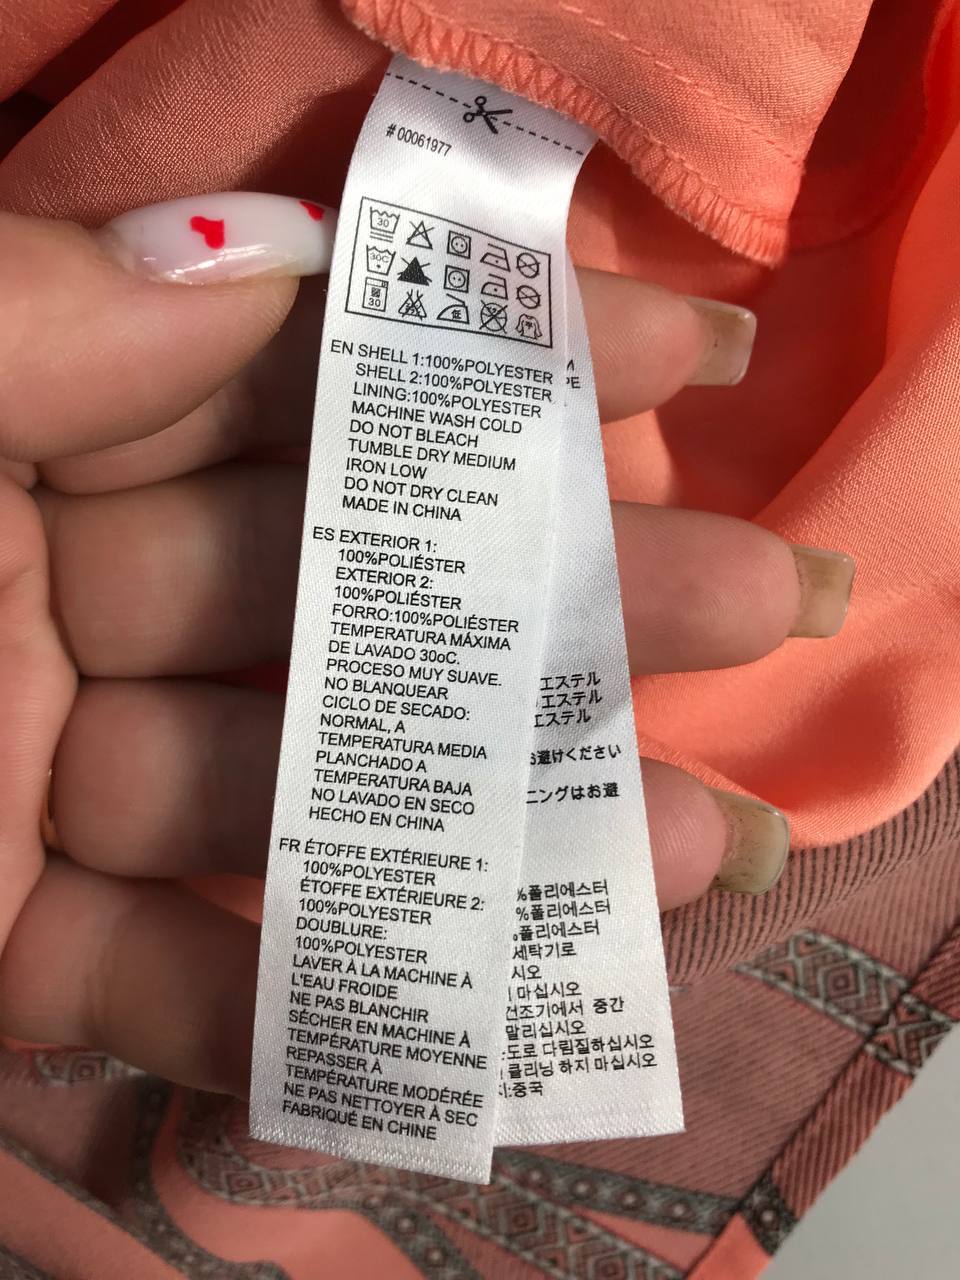 # 00061977
30
30C
30
低
EN SHELL 1:100%POLYESTER
SHELL 2:100%POLYESTER
LINING:100%POLYESTER
MACHINE WASH COLD
DO NOT BLEACH
TUMBLE DRY MEDIUM
IRON LOW
DO NOT DRY CLEAN
MADE IN CHINA
ES EXTERIOR 1:
100%POLIÉSTER
EXTERIOR 2:
100%POLIÉSTER
FORRO:100%POLIÉSTER
TEMPERATURA MÁXIMA
DE LAVADO 30oC.
PROCESO MUY SUAVE.
NO BLANQUEAR
CICLO DE SECADO:
NORMAL, A
TEMPERATURA MEDIA
PLANCHADO A
TEMPERATURA BAJA
NO LAVADO EN SECO
HECHO EN CHINA
FR ÉTOFFE EXTÉRIEURE 1:
100%POLYESTER
ÉTOFFE EXTÉRIEURE 2:
100%POLYESTER
DOUBLURE:
100%POLYESTER
LAVER À LA MACHINE À
L'EAU FROIDE
NE PAS BLANCHIR
SÉCHER EN MACHINE À
TEMPÉRATURE MOYENNE
REPASSER À
TEMPÉRATURE MODÉRÉE
NE PAS NETTOYER À SEC
FABRIQUÉ EN CHINE
エステル
エステル
エステル
お避けください
ニングはお避
%폴리에스터
%폴리에스터
%폴리에스터
세탁기로
시오
마십시오
건조기에서 중간
말리십시오
도로 다림질하십시오
클리닝 하지 마십시오
:중국